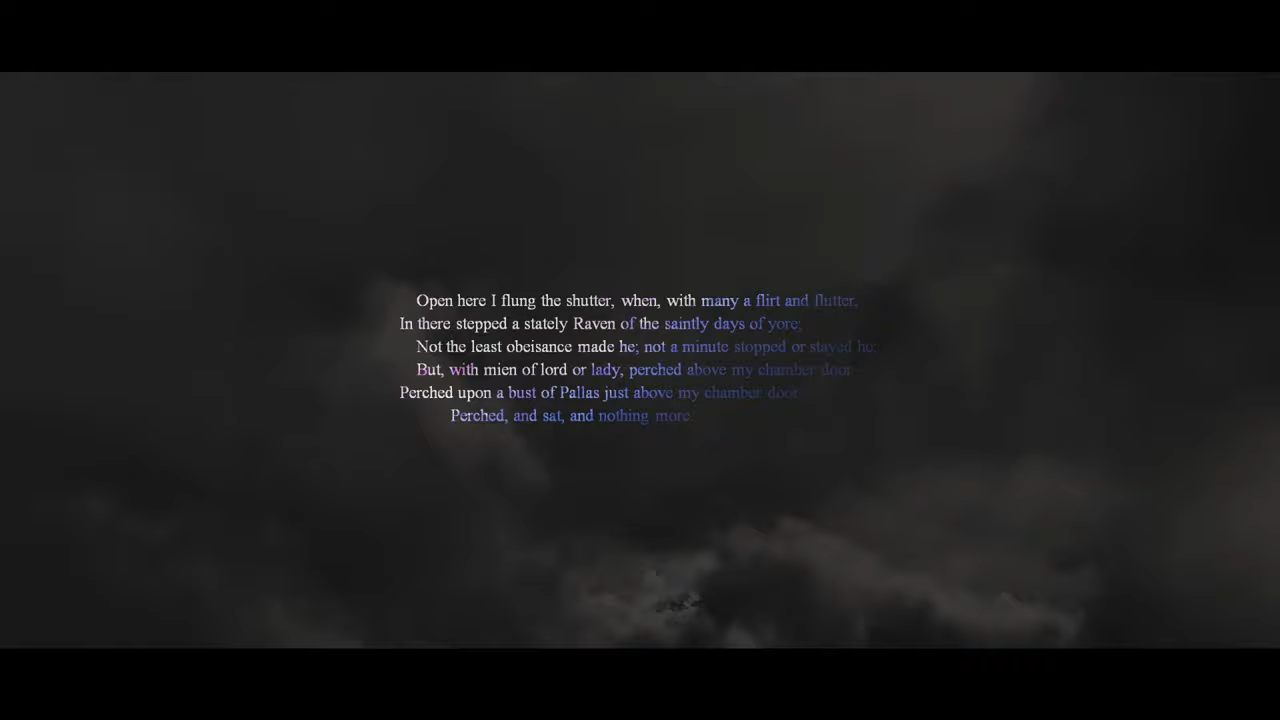 Open here I flung the shutter, when, with many a flirt and flutter,
In there stepped a stately Raven of the saintly days of yore;
Not the least obeisance made he; not a minute stopped or stayed he;
But, with mien of lord or lady, perched above my chamber door—
Perched upon a bust of Pallas just above my chamber door—
Perched, and sat, and nothing more.